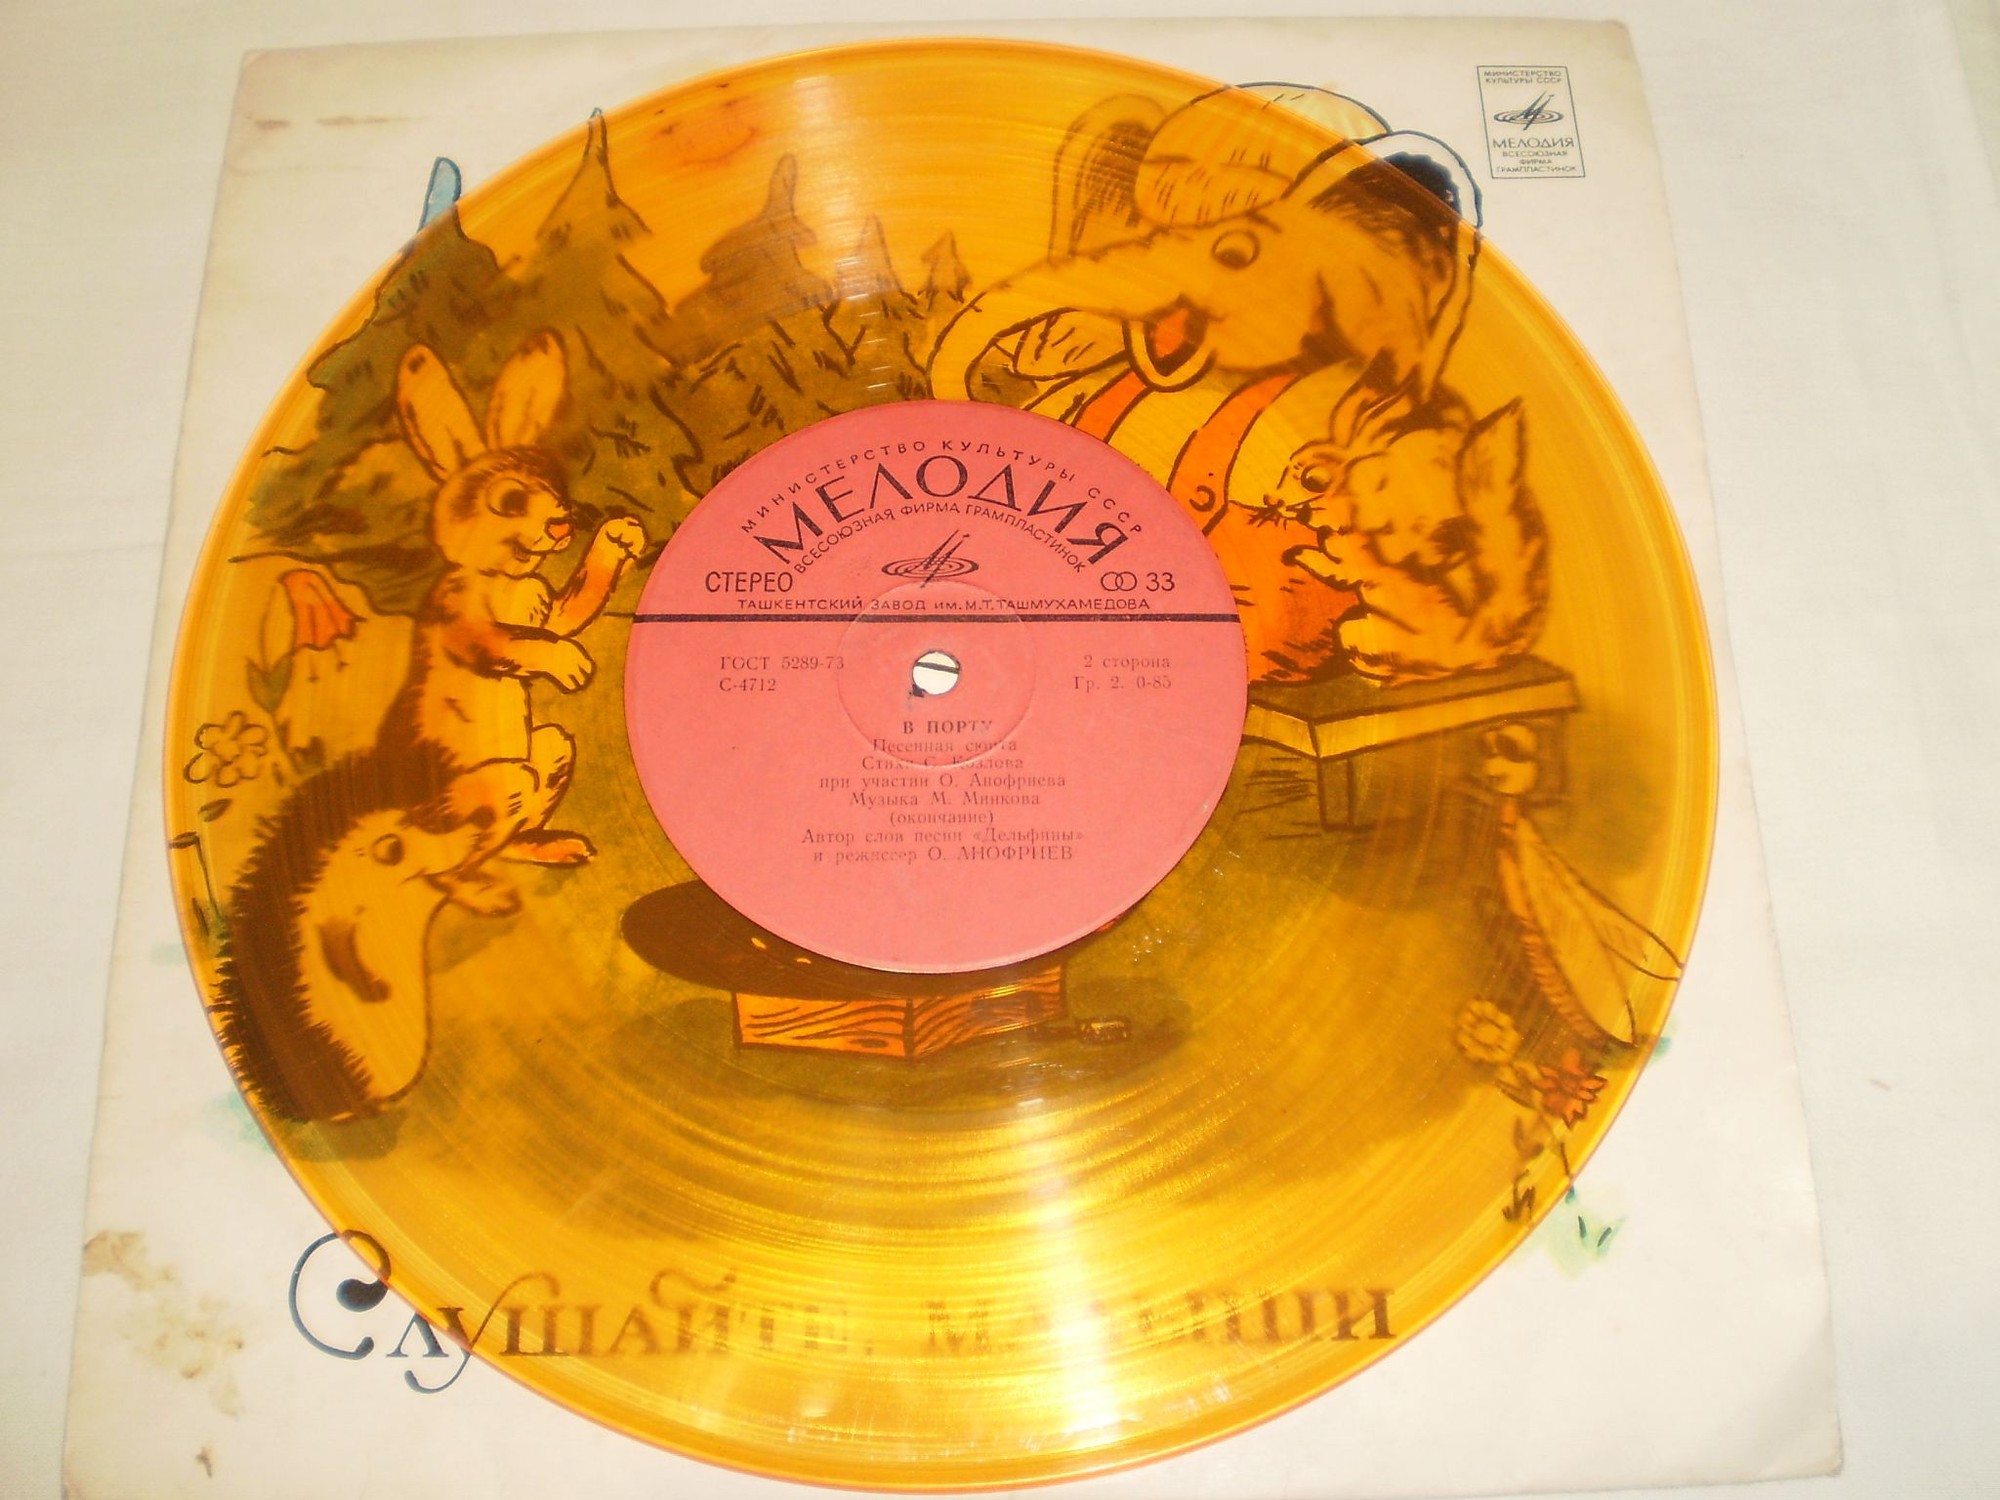 МИНИСТЕРСТВО
КУЛЬТУРЫ СССР
МЕЛОДИЯ
ВСЕСОЮЗНАЯ
ФИРМА
ГРАМПЛАСТИНОК
МИНИСТЕРСТВО КУЛЬТУРЫ СССР
МЕЛОДИЯ
ВСЕСОЮЗНАЯ ФИРМА ГРАМПЛАСТИНОК
СТЕРЕО 33
ТАШКЕНТСКИЙ ЗАВОД ИМ. М.Т. ТАШМУХАМЕДОВА
ГОСТ 5289-73 2 сторона
С-4712 Гр. 2. 0-85
В ПОРТУ
Песенная сюита
Стихи С. Козлова
при участии О. Анофриева
Музыка М. Минкова
(окончание)
Автор слов песни «Дельфины»
и режиссер О. АНОФРИЕВ
СЛУШАЙТЕ, МАЛЫШИ